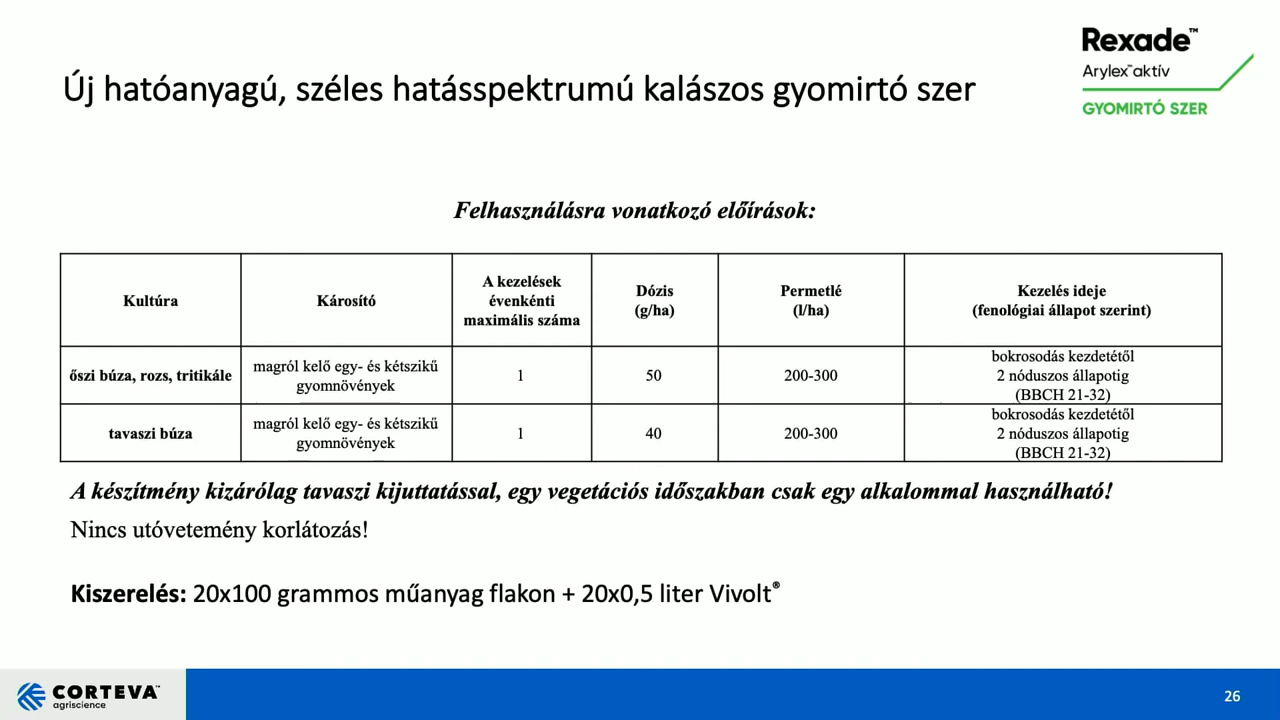 Rexade™
Arylex™aktív
GYOMIRTÓ SZER
Új hatóanyagú, széles hatásspektrumú kalászos gyomirtó szer
Felhasználásra vonatkozó előírások:
Kultúra
Károsító
A kezelések
évenkénti
maximális száma
Dózis
(g/ha)
Permetlé
(l/ha)
Kezelés ideje
(fenológiai állapot szerint)
őszi búza, rozs, tritikále
magról kelő egy- és kétszikű
gyomnövények
1
50
200-300
bokrosodás kezdetétől
2 nóduszos állapotig
(BBCH 21-32)
tavaszi búza
magról kelő egy- és kétszikű
gyomnövények
1
40
200-300
bokrosodás kezdetétől
2 nóduszos állapotig
(BBCH 21-32)
A készítmény kizárólag tavaszi kijuttatással, egy vegetációs időszakban csak egy alkalommal használható!
Nincs utóvetemény korlátozás!
Kiszerelés: 20x100 grammos műanyag flakon + 20x0,5 liter Vivolt®
CORTEVA™
agriscience
26